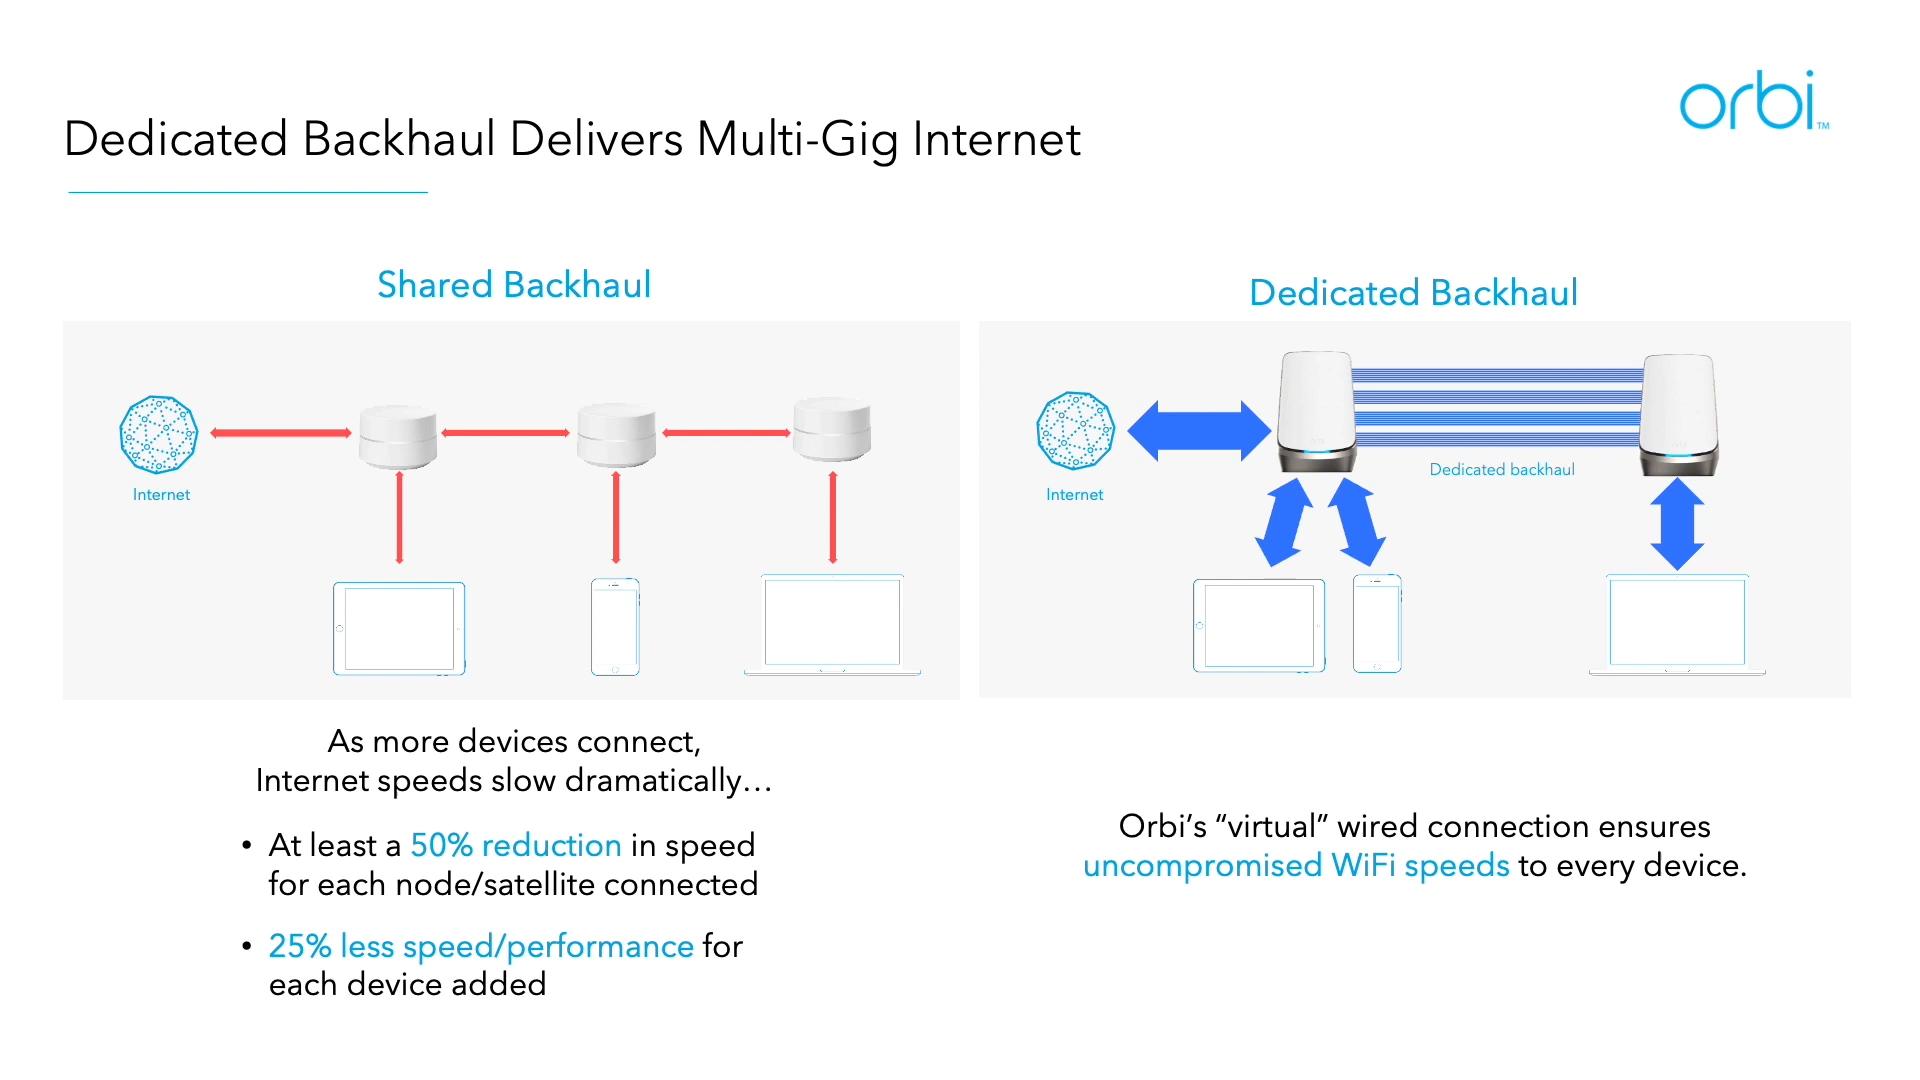 orbi™
Dedicated Backhaul Delivers Multi-Gig Internet
Shared Backhaul
Internet
As more devices connect,
Internet speeds slow dramatically…
• At least a 50% reduction in speed
for each node/satellite connected
• 25% less speed/performance for
each device added
Dedicated Backhaul
Internet
orbi
orbi
Dedicated backhaul
Orbi’s “virtual” wired connection ensures
uncompromised WiFi speeds to every device.